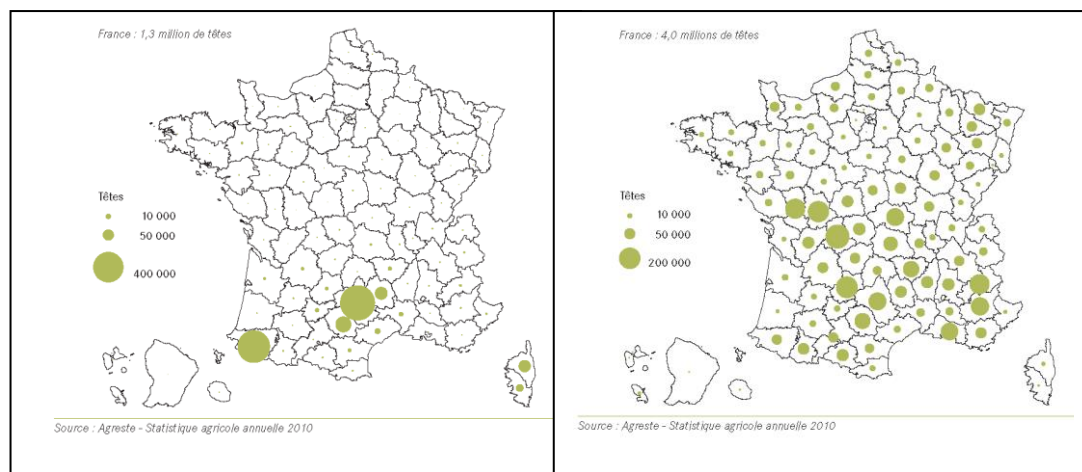 France : 1,3 million de têtes
Têtes
10 000
50 000
400 000
Source : Agreste - Statistique agricole annuelle 2010
France : 4,0 millions de têtes
Têtes
10 000
50 000
200 000
Source : Agreste - Statistique agricole annuelle 2010